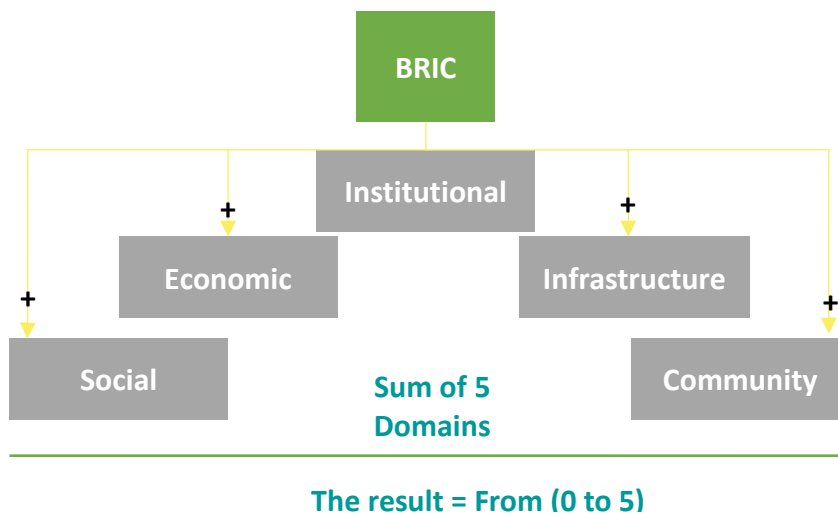 BRIC
Institutional
+
+
Economic
Infrastructure
+
+
Social
Community
Sum of 5
Domains
The result = From (0 to 5)